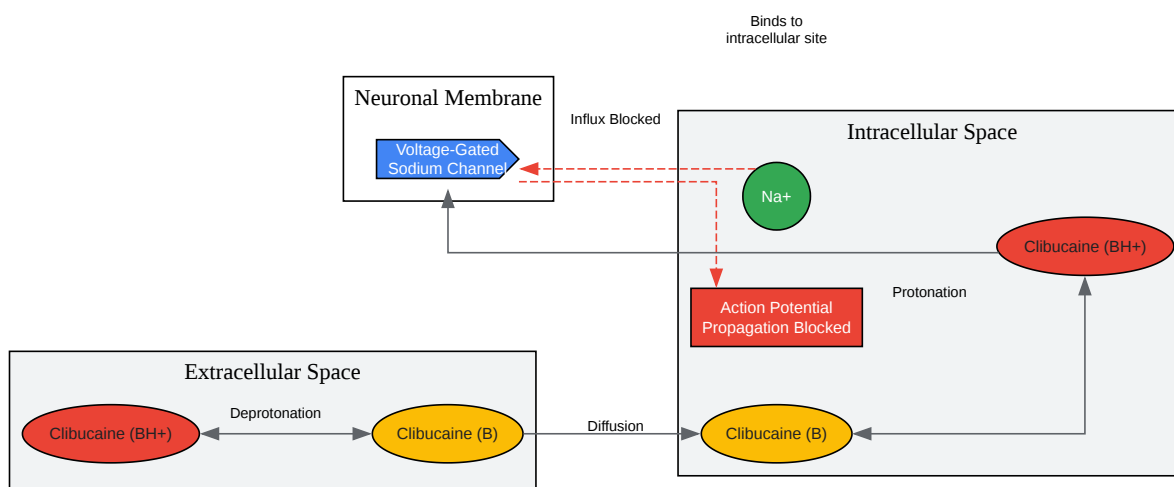 Binds to
intracellular site
Neuronal Membrane
Voltage-Gated
Sodium Channel
Influx Blocked
Intracellular Space
Na+
Clibucaine (BH+)
Protonation
Action Potential
Propagation Blocked
Extracellular Space
Clibucaine (BH+)
Deprotonation
Clibucaine (B)
Diffusion
Clibucaine (B)